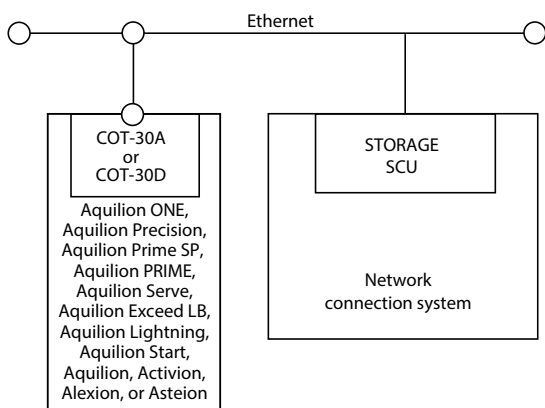 Ethernet
COT-30A
or
COT-30D
Aquilion ONE,
Aquilion Precision,
Aquilion Prime SP,
Aquilion PRIME,
Aquilion Serve,
Aquilion Exceed LB,
Aquilion Lightning,
Aquilion Start,
Aquilion, Activion,
Alexion, or Asteion
STORAGE
SCU
Network
connection system